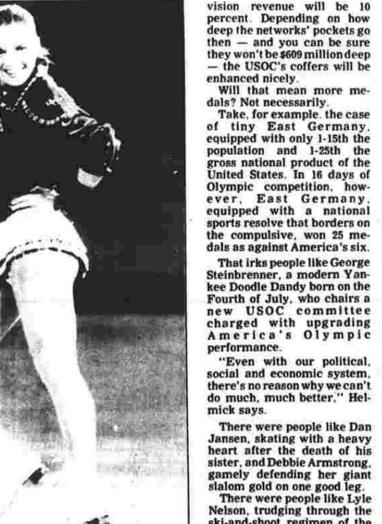 vision revenue will be 10
percent. Depending on how
deep the networks' pockets go
then — and you can be sure
they won't be $609 million deep
— the USOC's coffers will be
enhanced nicely.
Will that mean more me-
dals? Not necessarily.
Take, for example. the case
of tiny East Germany,
equipped with only 1-15th the
population and 1-25th the
gross national product of the
United States. In 16 days of
Olympic competition, how-
ever, East Germany,
equipped with a national
sports resolve that borders on
the compulsive, won 25 me-
dals as against America's six.
That irks people like George
Steinbrenner, a modern Yan-
kee Doodle Dandy born on the
Fourth of July, who chairs a
new USOC committee
charged with upgrading
America's Olympic
performance.
"Even with our political,
social and economic system,
there's no reason why we can't
do much, much better," Hel-
mick says.
There were people like Dan
Jansen, skating with a heavy
heart after the death of his
sister, and Debbie Armstrong,
gamely defending her giant
slalom gold on one good leg.
There were people like Lyle
Nelson, trudging through the
ski-and-shoot regimen of the